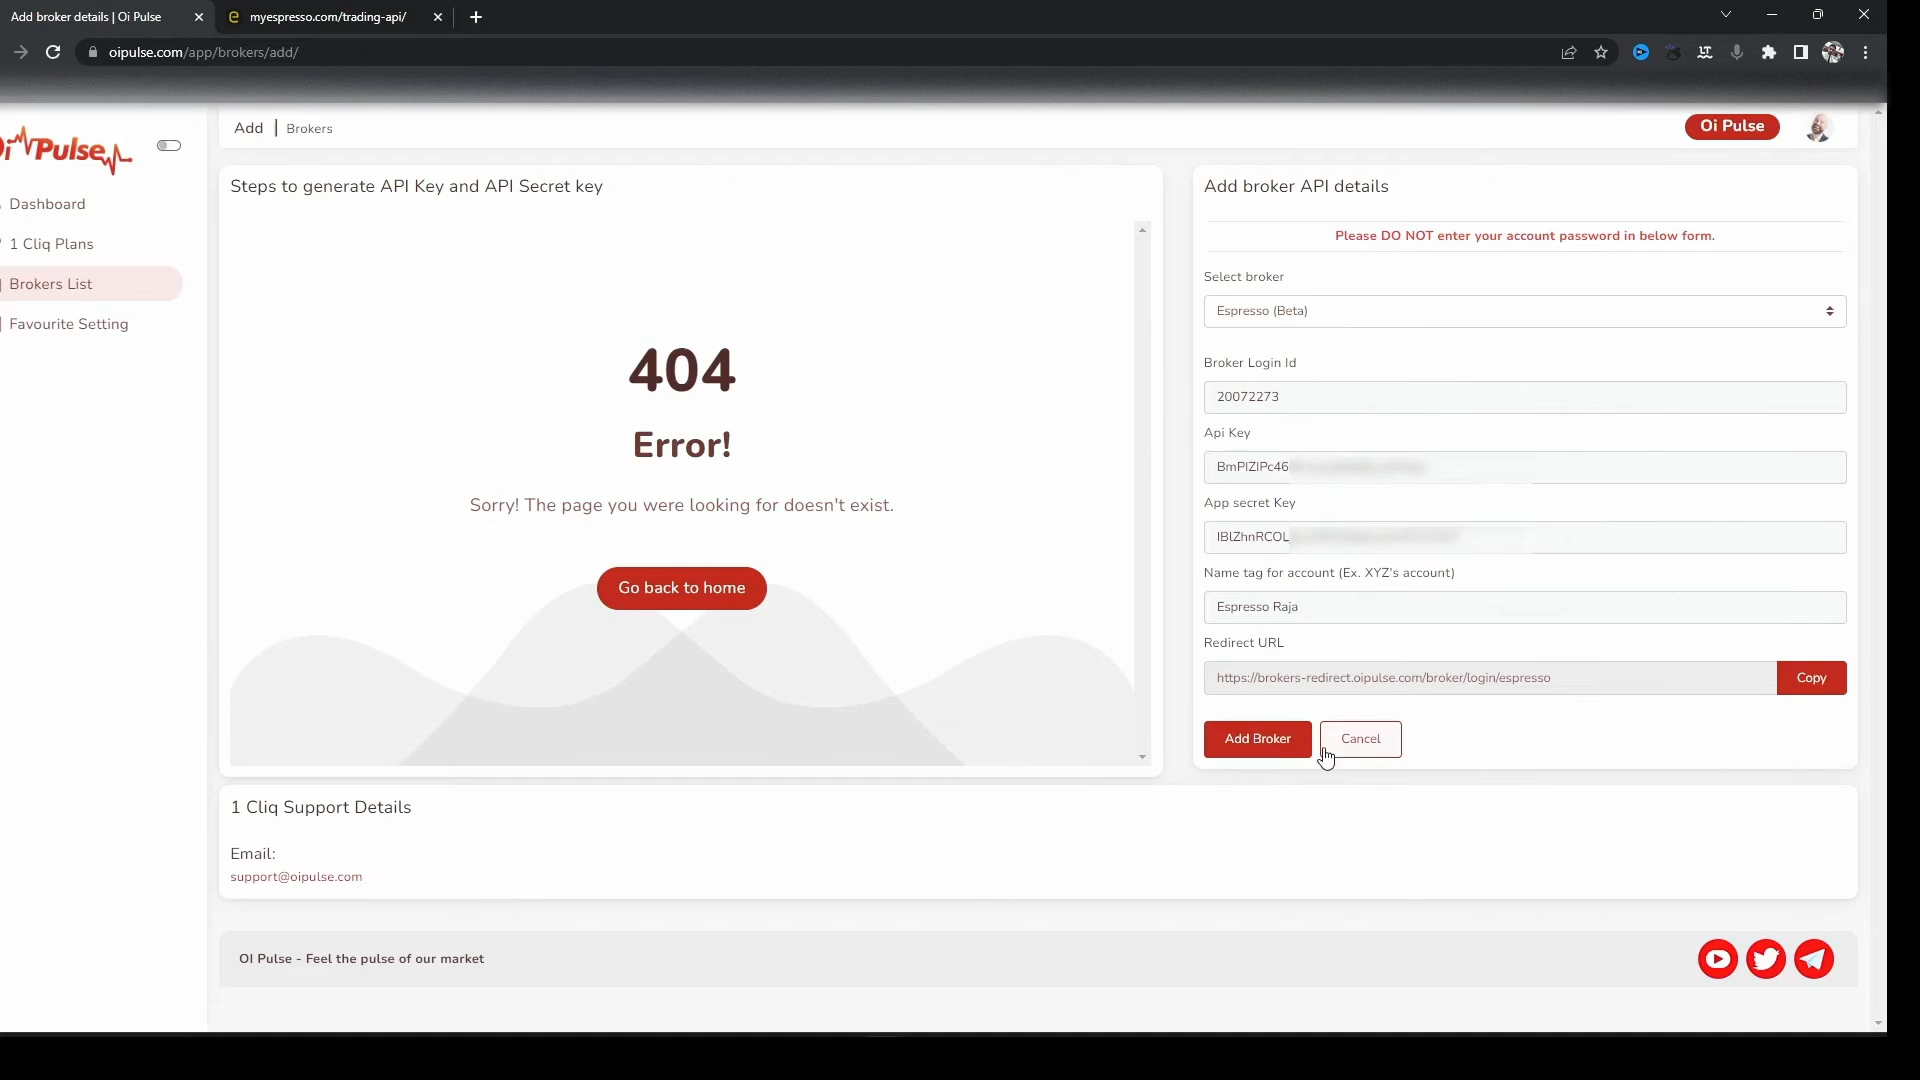 Add broker details | Oi Pulse
myespresso.com/trading-api/
oipulse.com/app/brokers/add/
Oi Pulse
Dashboard
1 Cliq Plans
Brokers List
Favourite Setting
Add | Brokers
Oi Pulse
Steps to generate API Key and API Secret key
404
Error!
Sorry! The page you were looking for doesn't exist.
Go back to home
Add broker API details
Please DO NOT enter your account password in below form.
Select broker
Espresso (Beta)
Broker Login Id
20072273
Api Key
BmPIZIPc46
App secret Key
IBlZhnRCOL
Name tag for account (Ex. XYZ's account)
Espresso Raja
Redirect URL
https://brokers-redirect.oipulse.com/broker/login/espresso
Copy
Add Broker
Cancel
1 Cliq Support Details
Email:
support@oipulse.com
OI Pulse - Feel the pulse of our market